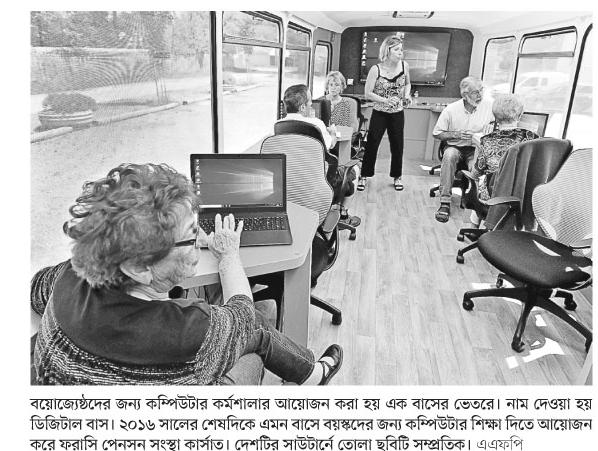 বয়োজ্যেষ্ঠদের জন্য কম্পিউটার কর্মশালার আয়োজন করা হয় এক বাসের ভেতরে। নাম দেওয়া হয়
ডিজিটাল বাস। ২০১৬ সালের শেষদিকে এমন বাসে বয়স্কদের জন্য কম্পিউটার শিক্ষা দিতে আয়োজন
করে ফরাসি পেনসন সংস্থা কার্সাত। দেশটির সাউটার্নে তোলা ছবিটি সম্প্রতিক। এএফপি